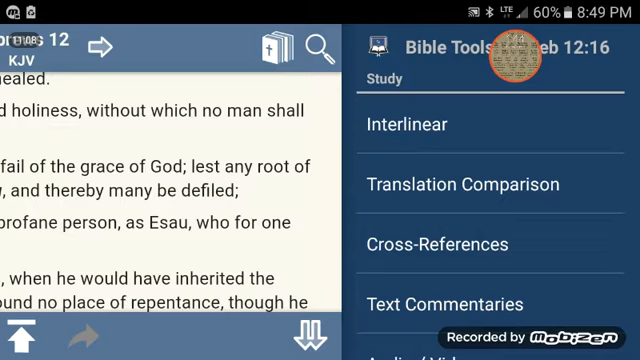 60% 8:49 PM
12
11:08
KJV
healed.
d holiness, without which no man shall
fail of the grace of God; lest any root of
, and thereby many be defiled;
profane person, as Esau, who for one
, when he would have inherited the
ound no place of repentance, though he
Bible Tools eb 12:16
Study
Interlinear
Translation Comparison
Cross-References
Text Commentaries
Recorded by mobizen